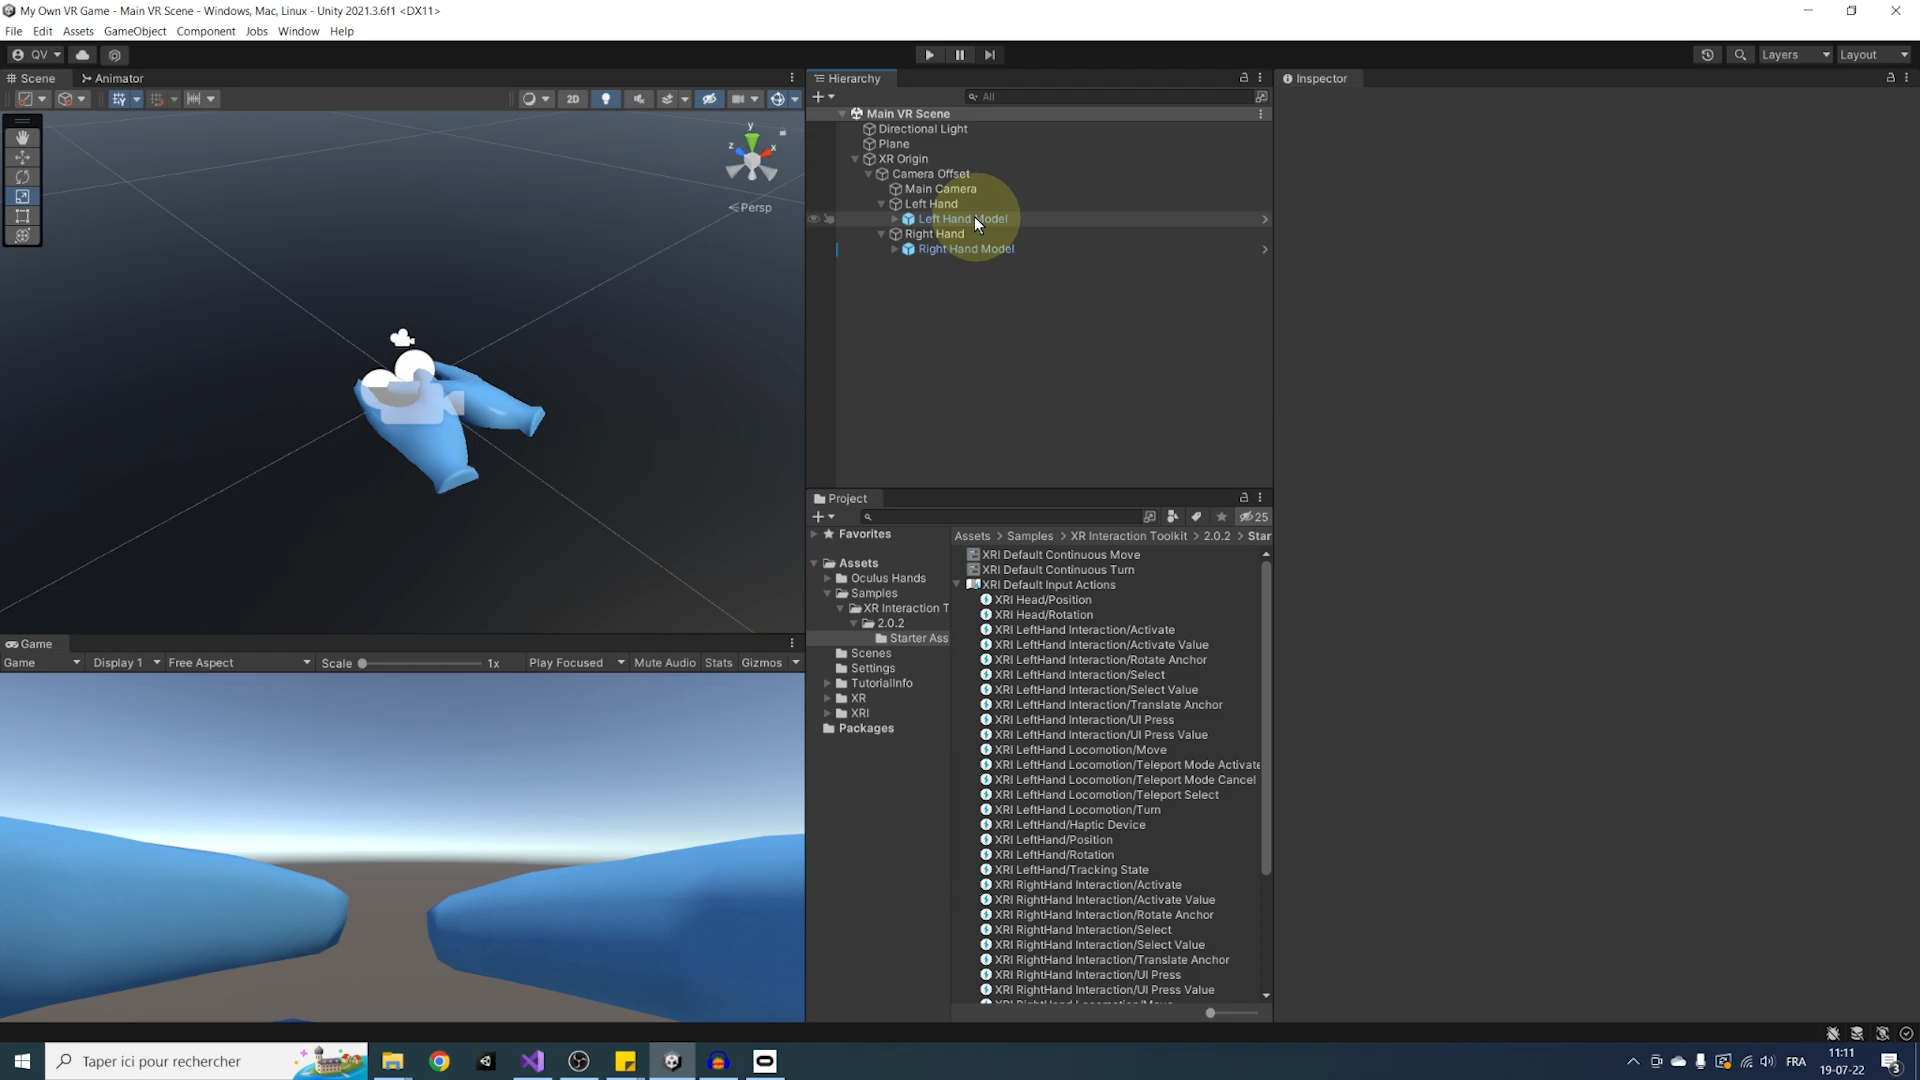 My Own VR Game - Main VR Scene - Windows, Mac, Linux - Unity 2021.3.6f1 <DX11>
File Edit Assets GameObject Component Jobs Window Help
QV
Layers
Layout
Scene
Animator
2D
y
z
x
Persp
Hierarchy
All
Main VR Scene
Directional Light
Plane
XR Origin
Camera Offset
Main Camera
Left Hand
Left Hand Model
Right Hand
Right Hand Model
Inspector
Game
Game
Display 1
Free Aspect
Scale
1x
Play Focused
Mute Audio
Stats
Gizmos
Project
25
Favorites
Assets
Oculus Hands
Samples
XR Interaction T
2.0.2
Starter Ass
Scenes
Settings
TutorialInfo
XR
XRI
Packages
Assets > Samples > XR Interaction Toolkit > 2.0.2 > Star
XRI Default Continuous Move
XRI Default Continuous Turn
XRI Default Input Actions
XRI Head/Position
XRI Head/Rotation
XRI LeftHand Interaction/Activate
XRI LeftHand Interaction/Activate Value
XRI LeftHand Interaction/Rotate Anchor
XRI LeftHand Interaction/Select
XRI LeftHand Interaction/Select Value
XRI LeftHand Interaction/Translate Anchor
XRI LeftHand Interaction/UI Press
XRI LeftHand Interaction/UI Press Value
XRI LeftHand Locomotion/Move
XRI LeftHand Locomotion/Teleport Mode Activate
XRI LeftHand Locomotion/Teleport Mode Cancel
XRI LeftHand Locomotion/Teleport Select
XRI LeftHand Locomotion/Turn
XRI LeftHand/Haptic Device
XRI LeftHand/Position
XRI LeftHand/Rotation
XRI LeftHand/Tracking State
XRI RightHand Interaction/Activate
XRI RightHand Interaction/Activate Value
XRI RightHand Interaction/Rotate Anchor
XRI RightHand Interaction/Select
XRI RightHand Interaction/Select Value
XRI RightHand Interaction/Translate Anchor
XRI RightHand Interaction/UI Press
XRI RightHand Interaction/UI Press Value
XRI RightHand Locomotion/Move
Taper ici pour rechercher
FRA
11:11
19-07-22
3